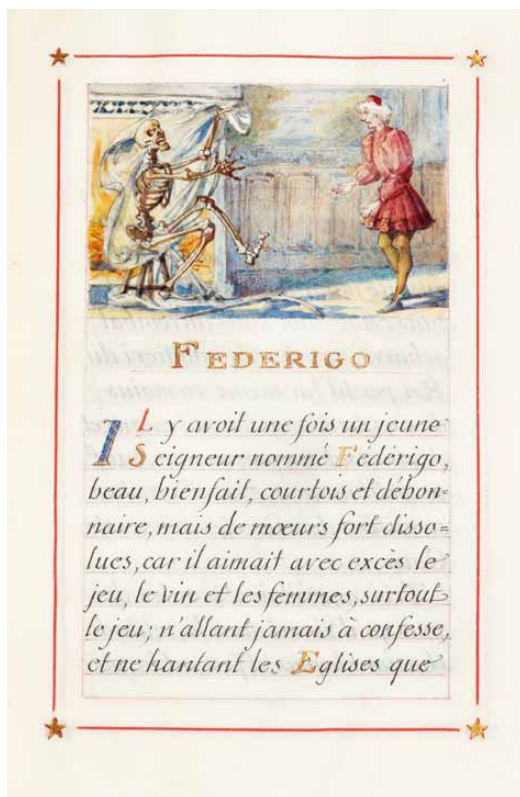 FEDERIGO
IL y avoit une fois un jeune
Seigneur nommé Fédérigo,
beau, bienfait, courtois et débon=
naire, mais de mœurs fort disso=
lues, car il aimait avec excès le
jeu, le vin et les femmes, surtout
le jeu; n'allant jamais à confesse,
et ne hantant les Eglises que